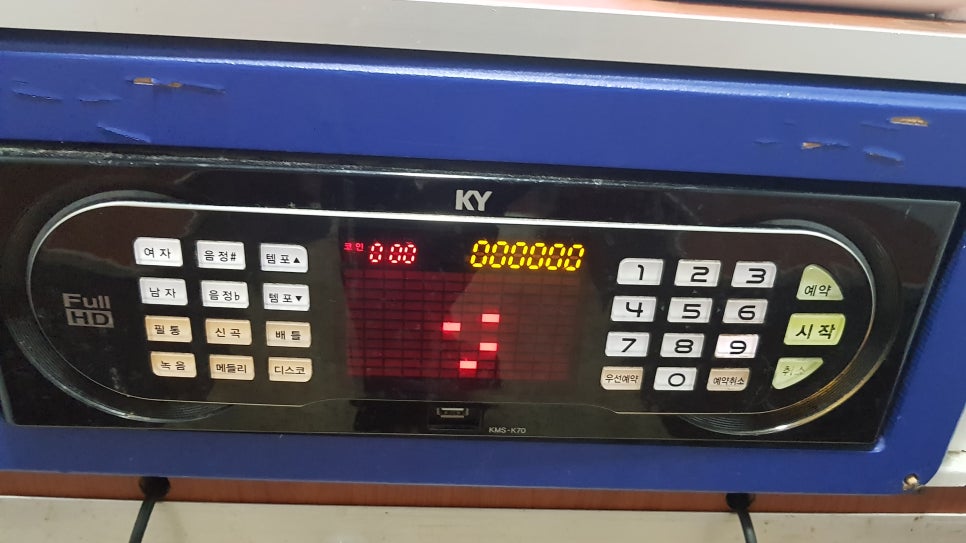 KY
코인 0:00 000000
여자 음정# 템포▲
남자 음정b 템포▼
필통 신곡 배틀
녹음 메들리 디스코
Full
HD
1 2 3
4 5 6
7 8 9
우선예약 0 예약취소
예약
시작
취소
KMS-K70